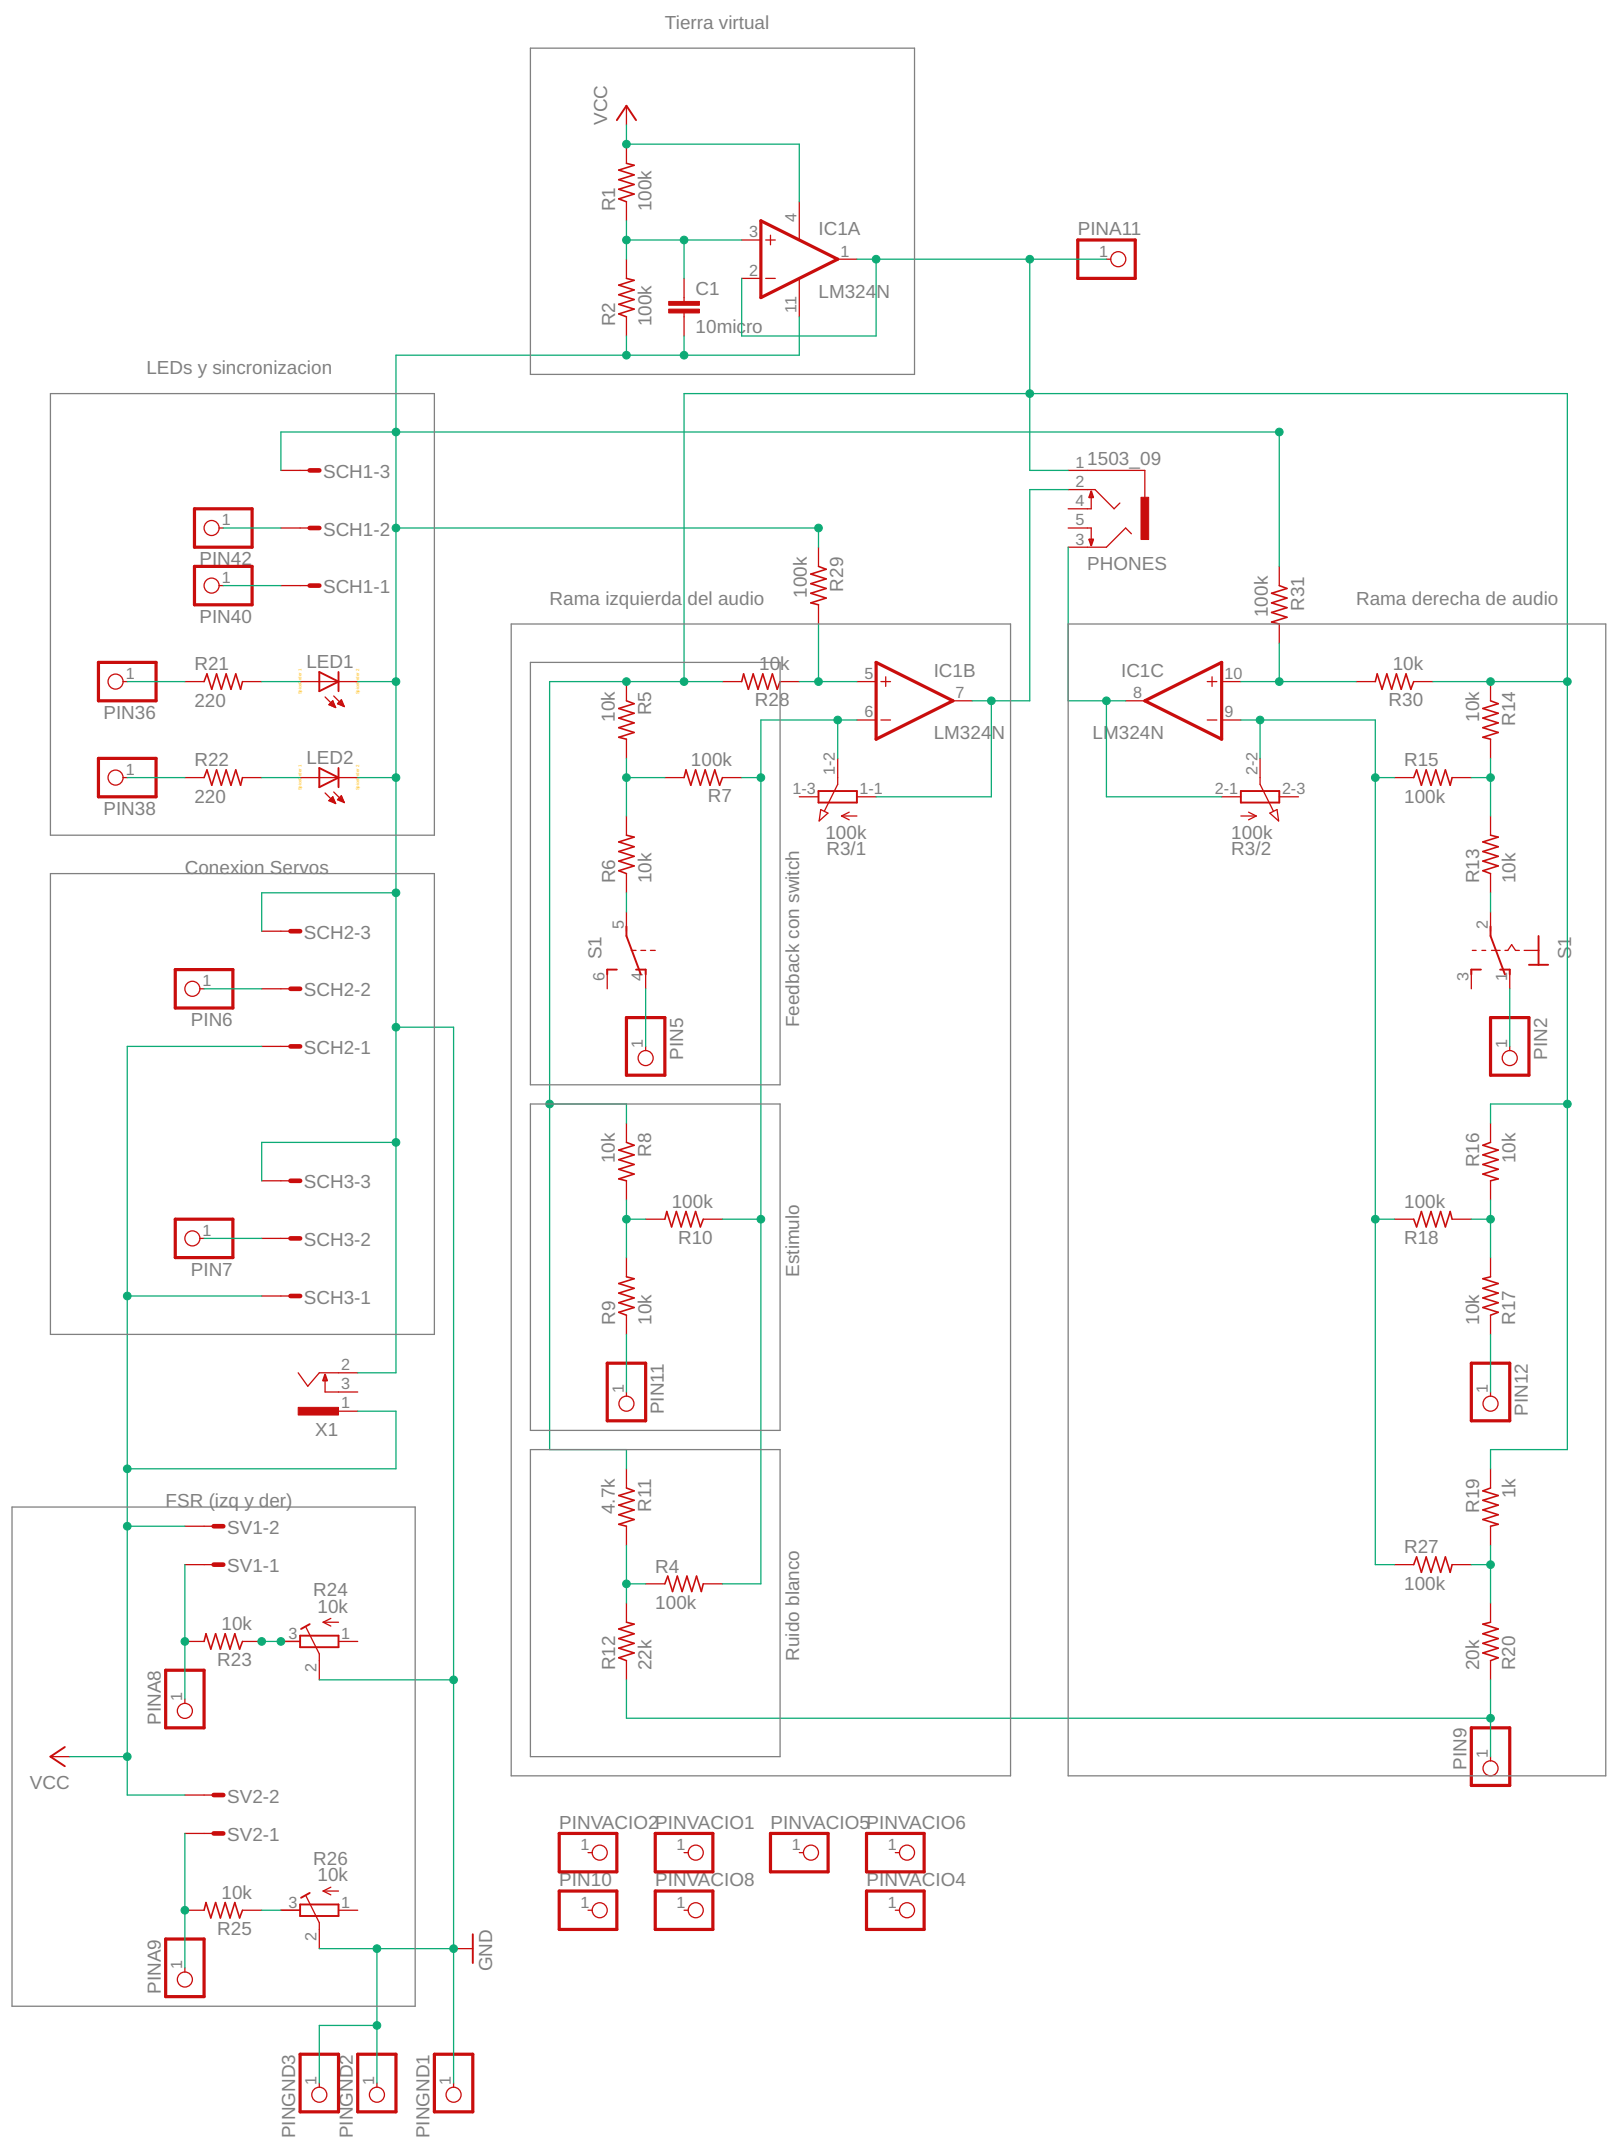 Tierra virtual
VCC
R1
100k
R2
100k
C1
10micro
3
2
4
11
1
IC1A
LM324N
PINA11
1
LEDs y sincronizacion
SCH1-3
1
SCH1-2
PIN42
1
SCH1-1
PIN40
R21
LED1
1
PIN36
220
R22
LED2
1
PIN38
220
Conexion Servos
SCH2-3
1
SCH2-2
PIN6
SCH2-1
SCH3-3
1
SCH3-2
PIN7
SCH3-1
2
3
1
X1
FSR (izq y der)
SV1-2
SV1-1
R24
10k
10k
R23
3
1
2
PINA8
1
VCC
SV2-2
SV2-1
R26
10k
10k
R25
3
1
2
PINA9
1
GND
PINGND3
1
PINGND2
1
PINGND1
1
1
1503_09
2
4
5
3
PHONES
Rama izquierda del audio
100k
R29
10k
R28
5
6
7
IC1B
LM324N
10k
R5
100k
R7
1-2
1-3
1-1
100k
R3/1
R6
10k
S1
5
6
4
PIN5
1
Feedback con switch
10k
R8
100k
R10
R9
10k
PIN11
1
Estimulo
4.7k
R11
R4
100k
R12
22k
Ruido blanco
Rama derecha de audio
100k
R31
IC1C
8
10
9
LM324N
10k
R30
10k
R14
R15
100k
2-2
2-1
2-3
100k
R3/2
R13
10k
2
3
1
S1
PIN2
1
R16
10k
100k
R18
10k
R17
PIN12
1
R19
1k
R27
100k
20k
R20
PIN9
1
PINVACIO2
1
PINVACIO1
1
PINVACIO5
1
PINVACIO6
1
PIN10
1
PINVACIO8
1
PINVACIO4
1